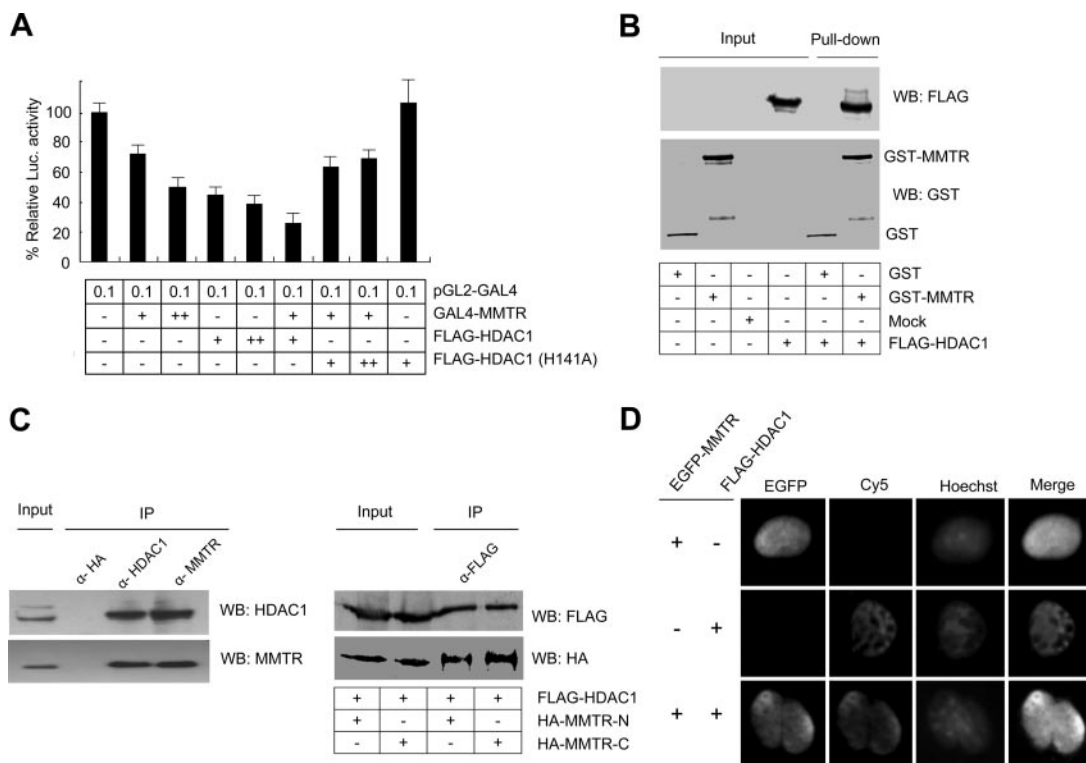 A
% Relative Luc. activity
100
80
60
40
20
0
0.1 0.1 0.1 0.1 0.1 0.1 0.1 0.1 0.1 pGL2-GAL4
- + ++ - - + + + - GAL4-MMTR
- - - + ++ + - - - FLAG-HDAC1
- - - - - - + ++ + FLAG-HDAC1 (H141A)
B
Input Pull-down
WB: FLAG
GST-MMTR
WB: GST
GST
+ - - - + - GST
- + - - - + GST-MMTR
- - + - - - Mock
- - - + + + FLAG-HDAC1
C
Input IP
α- HA α- HDAC1 α- MMTR
WB: HDAC1
WB: MMTR
Input IP
α-FLAG
WB: FLAG
WB: HA
+ + + + FLAG-HDAC1
+ - + - HA-MMTR-N
- + - + HA-MMTR-C
D
EGFP-MMTR FLAG-HDAC1
EGFP Cy5 Hoechst Merge
+ -
- +
+ +